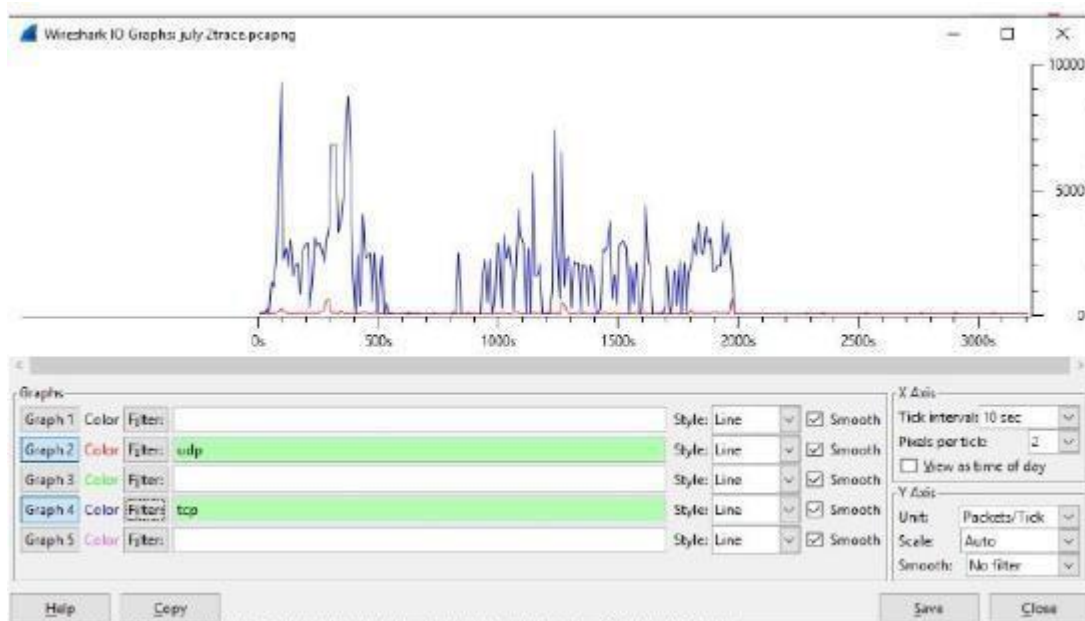 Wireshark IO Graphs: july 2trace.pcapng
10000
5000
0
0s 500s 1000s 1500s 2000s 2500s 3000s
Graphs
Graph 1 Color Filter: Style: Line Smooth
Graph 2 Color Filter: udp Style: Line Smooth
Graph 3 Color Filter: Style: Line Smooth
Graph 4 Color Filter: tcp Style: Line Smooth
Graph 5 Color Filter: Style: Line Smooth
X Axis
Tick interval: 10 sec
Pixels per tick: 2
View as time of day
Y Axis
Unit: Packets/Tick
Scale: Auto
Smooth: No filter
Help Copy Save Close